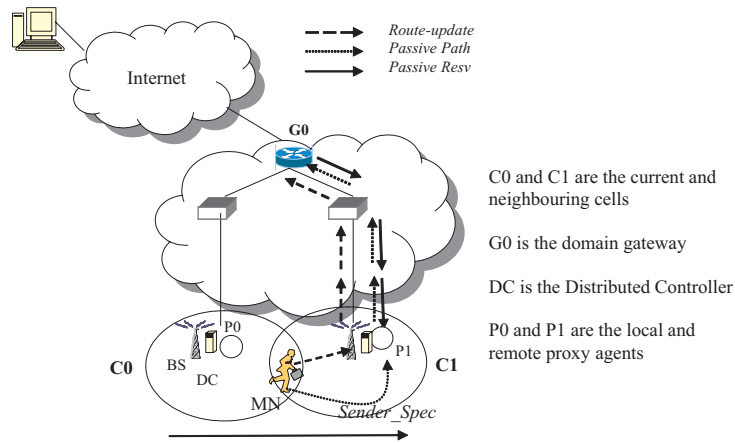 Route-update
Passive Path
Passive Resv
Internet
G0
C0 and C1 are the current and
neighbouring cells
G0 is the domain gateway
DC is the Distributed Controller
P0 and P1 are the local and
remote proxy agents
P0
P1
BS
C0
C1
DC
MN
Sender_Spec